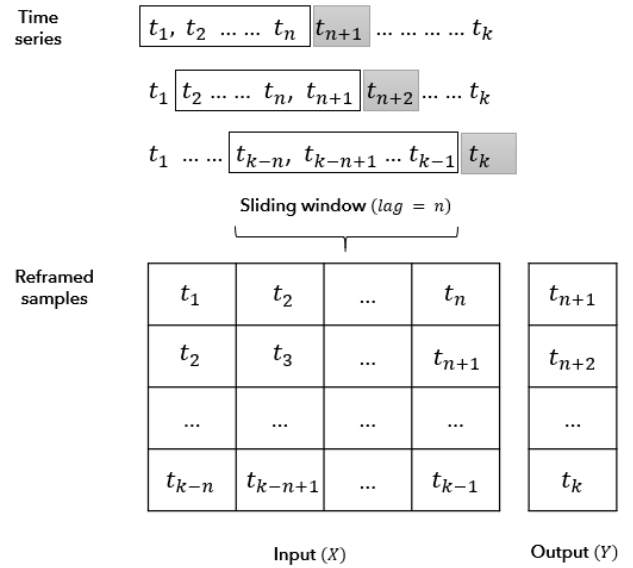 Time series
t₁, t₂ ... ... tₙ tₙ₊₁ ... ... ... ... tₖ
t₁ t₂ ... ... tₙ, tₙ₊₁ tₙ₊₂ ... ... tₖ
t₁ ... ... tₖ₋ₙ, tₖ₋ₙ₊₁ ... tₖ₋₁ tₖ
Sliding window (lag = n)
Reframed samples
t₁ t₂ ... tₙ tₙ₊₁
t₂ t₃ ... tₙ₊₁ tₙ₊₂
... ... ... ... ...
tₖ₋ₙ tₖ₋ₙ₊₁ ... tₖ₋₁ tₖ
Input (X) Output (Y)